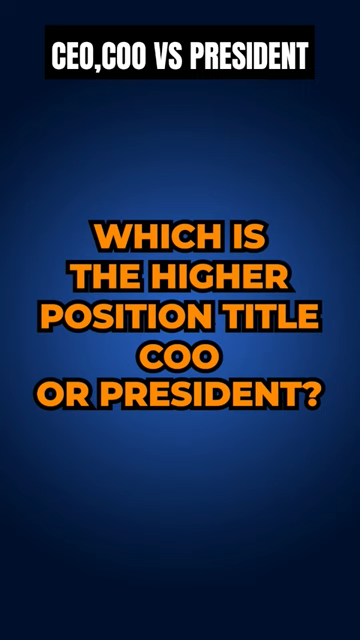 CEO,COO VS PRESIDENT
WHICH IS
THE HIGHER
POSITION TITLE
COO
OR PRESIDENT?